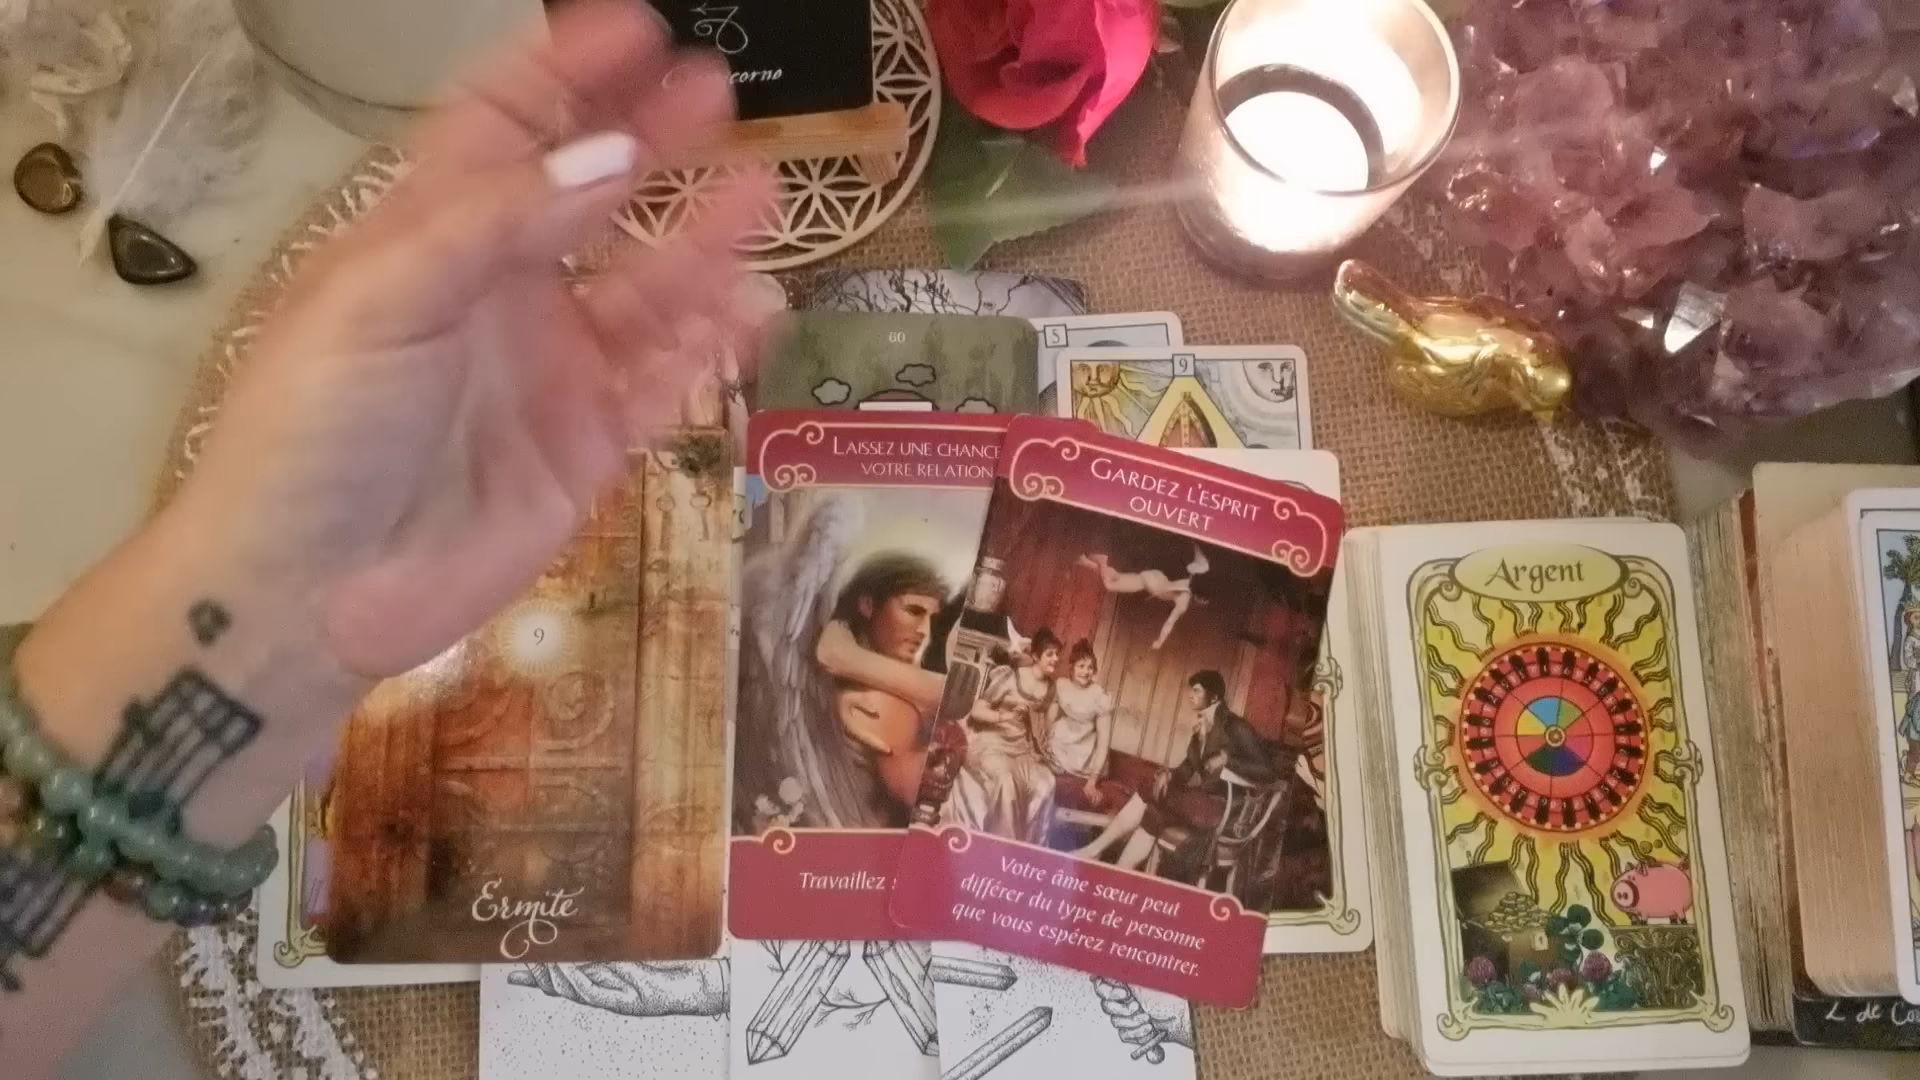 60
5
9
LAISSEZ UNE CHANCE
VOTRE RELATION
GARDEZ L'ESPRIT
OUVERT
Argent
9
Travaillez
Ermite
Votre âme sœur peut
différer du type de personne
que vous espérez rencontrer.